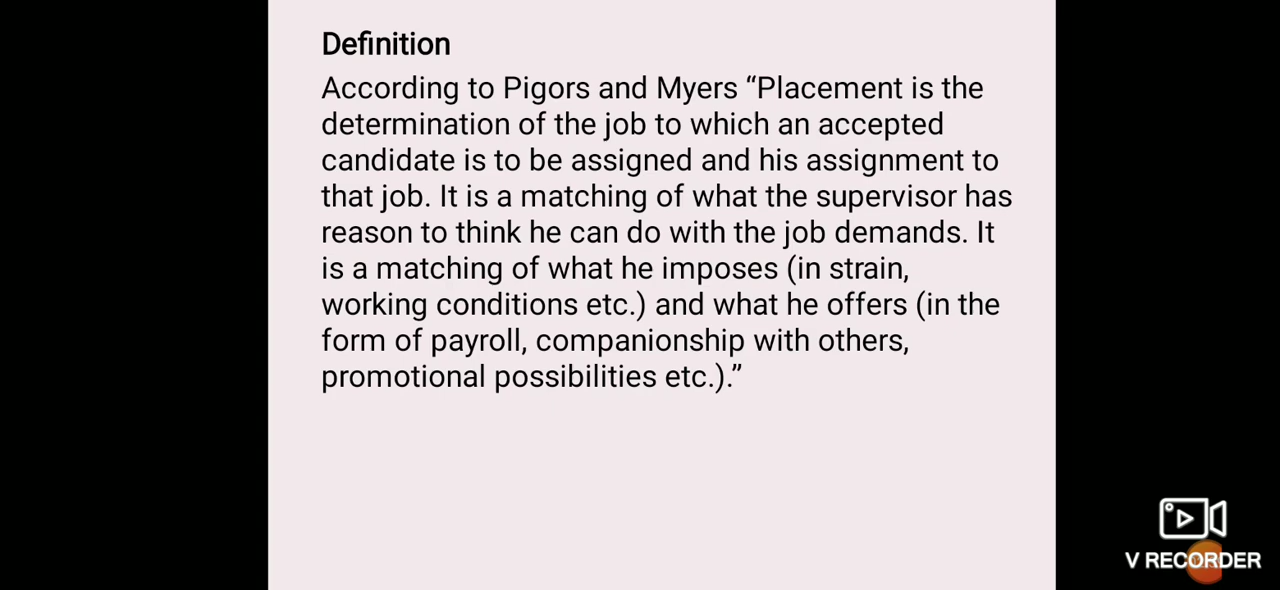 Definition
According to Pigors and Myers “Placement is the
determination of the job to which an accepted
candidate is to be assigned and his assignment to
that job. It is a matching of what the supervisor has
reason to think he can do with the job demands. It
is a matching of what he imposes (in strain,
working conditions etc.) and what he offers (in the
form of payroll, companionship with others,
promotional possibilities etc.).”
V RECORDER